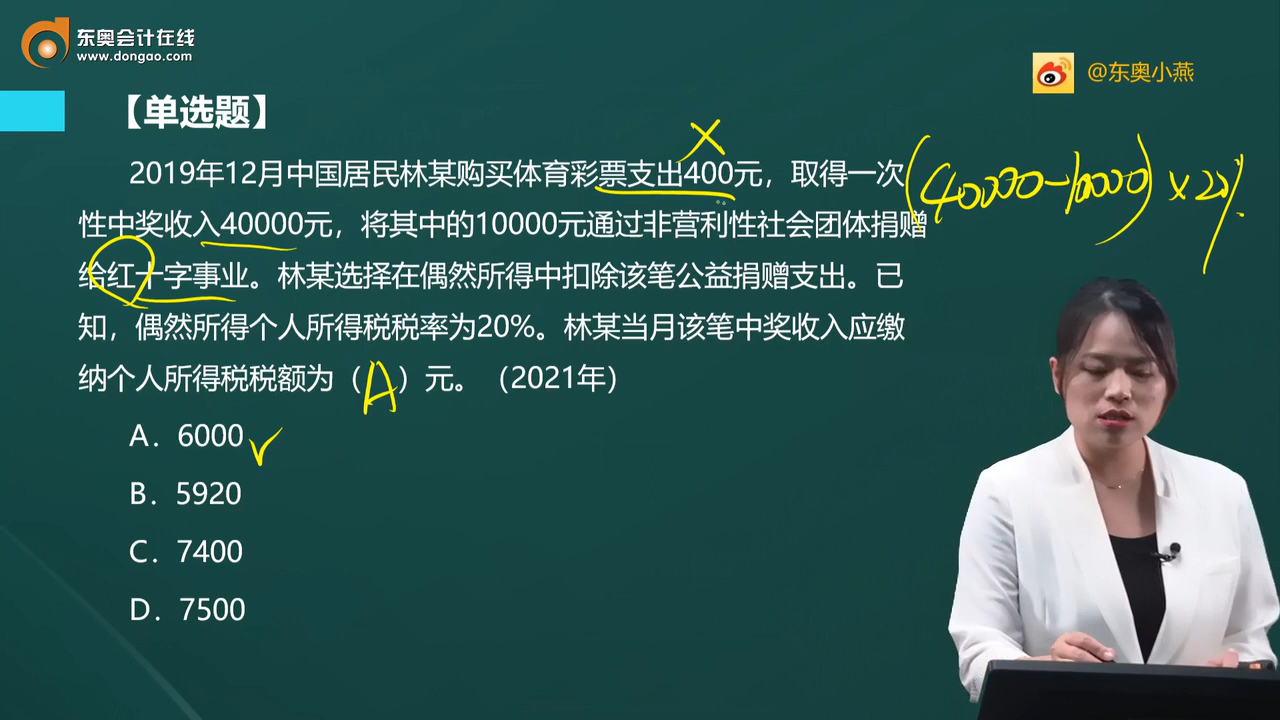 东奥会计在线
www.dongao.com
@东奥小燕
【单选题】
2019年12月中国居民林某购买体育彩票支出400元，取得一次
性中奖收入40000元，将其中的10000元通过非营利性社会团体捐赠
给红十字事业。林某选择在偶然所得中扣除该笔公益捐赠支出。已
知，偶然所得个人所得税税率为20%。林某当月该笔中奖收入应缴
纳个人所得税税额为（A）元。（2021年）
A．6000
B．5920
C．7400
D．7500
(40000-10000)×20%